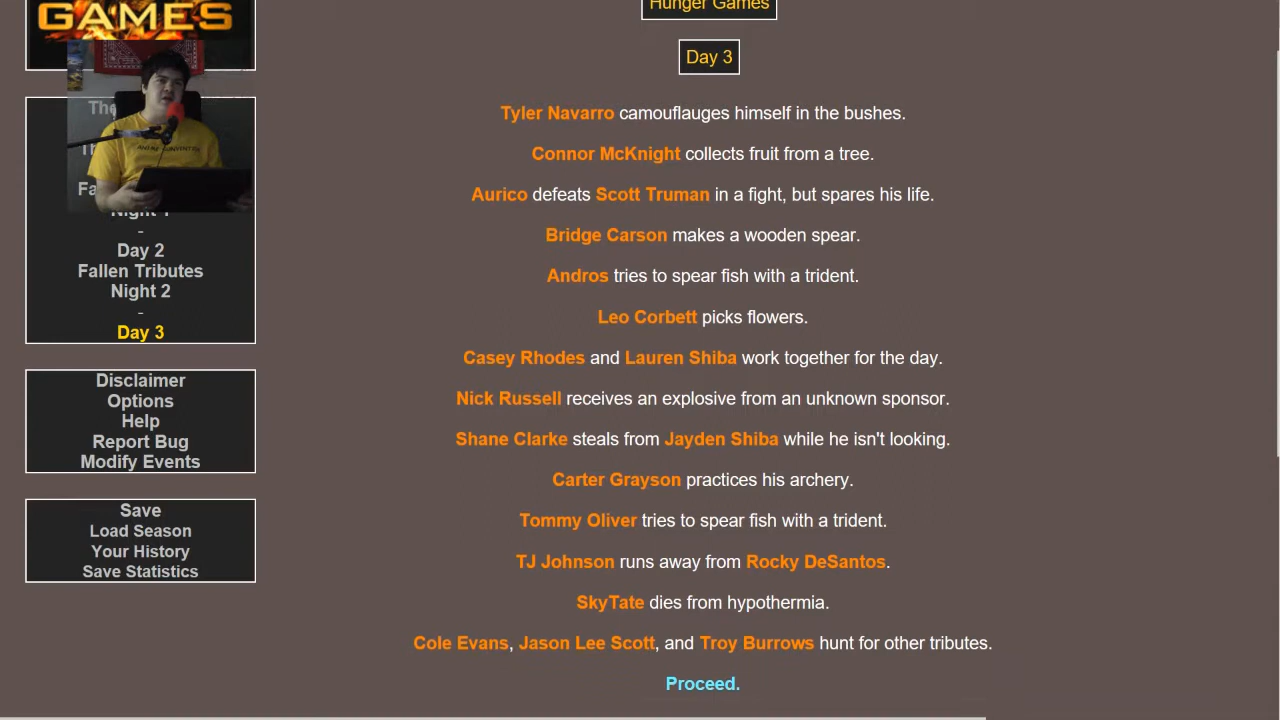 Hunger Games
GAMES
Day 3
Tyler Navarro camouflauges himself in the bushes.
Connor McKnight collects fruit from a tree.
Aurico defeats Scott Truman in a fight, but spares his life.
Bridge Carson makes a wooden spear.
Andros tries to spear fish with a trident.
Leo Corbett picks flowers.
Casey Rhodes and Lauren Shiba work together for the day.
Nick Russell receives an explosive from an unknown sponsor.
Shane Clarke steals from Jayden Shiba while he isn't looking.
Carter Grayson practices his archery.
Tommy Oliver tries to spear fish with a trident.
TJ Johnson runs away from Rocky DeSantos.
SkyTate dies from hypothermia.
Cole Evans, Jason Lee Scott, and Troy Burrows hunt for other tributes.
Proceed.
Night 1
-
Day 2
Fallen Tributes
Night 2
-
Day 3
Disclaimer
Options
Help
Report Bug
Modify Events
Save
Load Season
Your History
Save Statistics